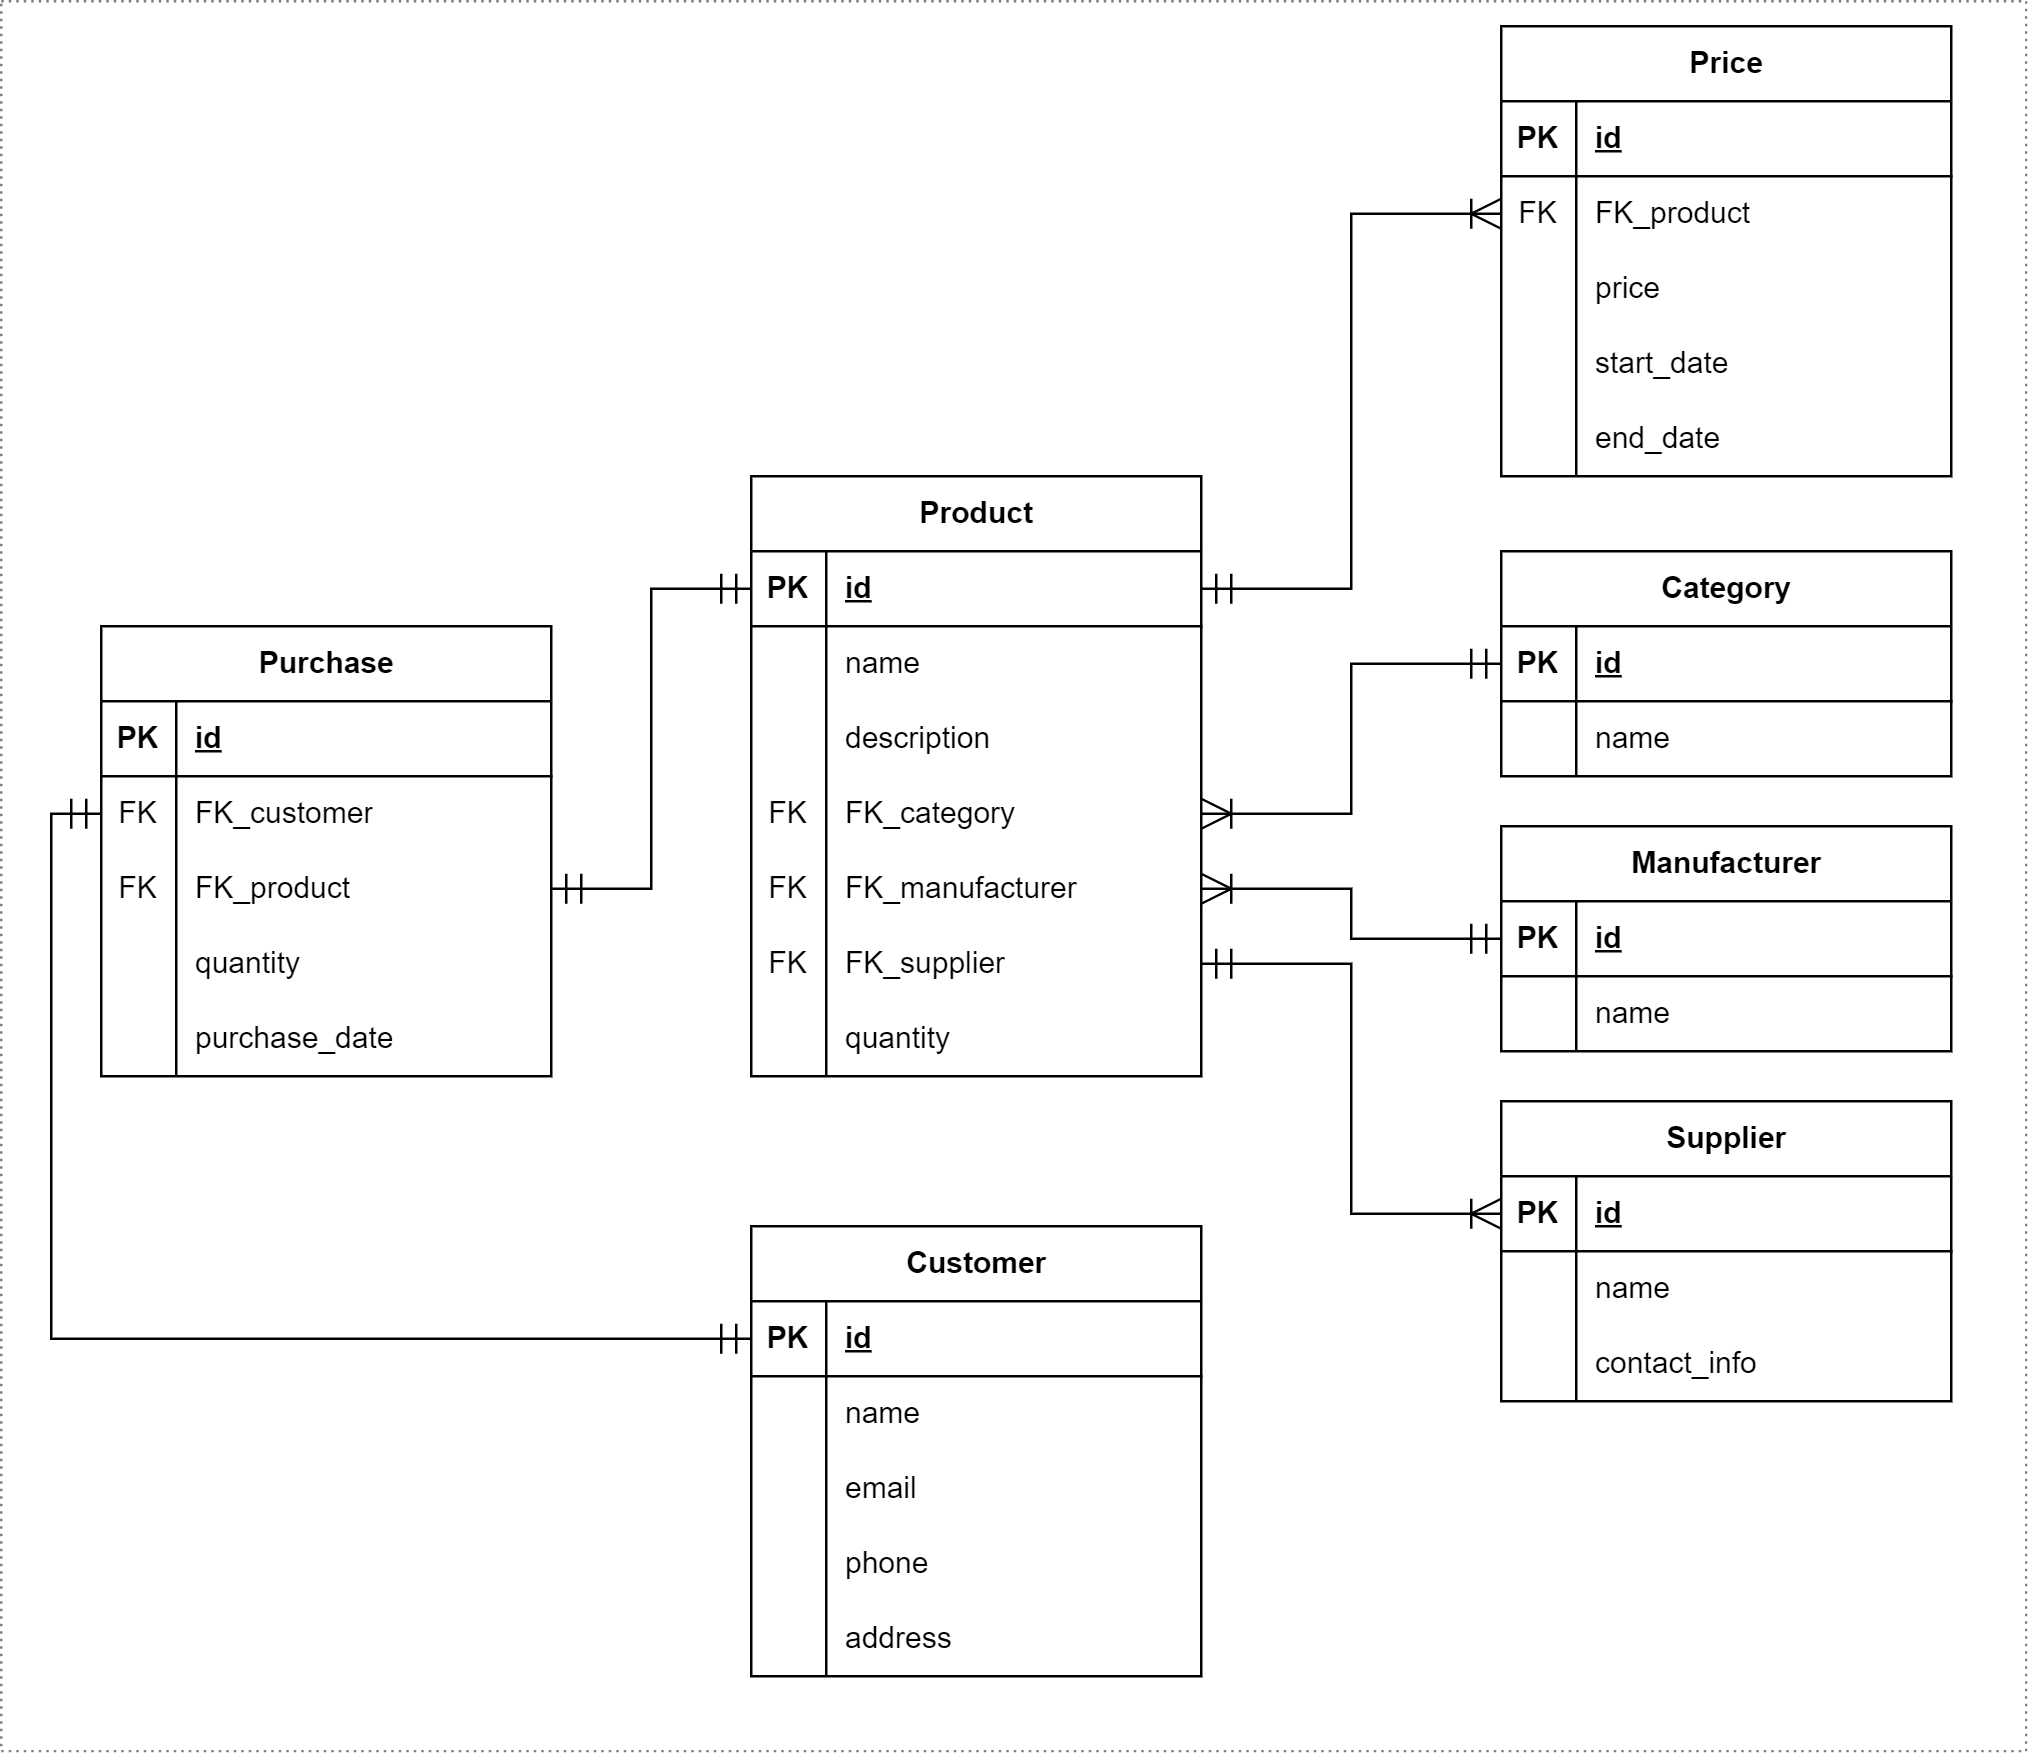 Price
PK id
FK FK_product
price
start_date
end_date
Product
PK id
name
description
FK FK_category
FK FK_manufacturer
FK FK_supplier
quantity
Category
PK id
name
Purchase
PK id
FK FK_customer
FK FK_product
quantity
purchase_date
Manufacturer
PK id
name
Supplier
PK id
name
contact_info
Customer
PK id
name
email
phone
address